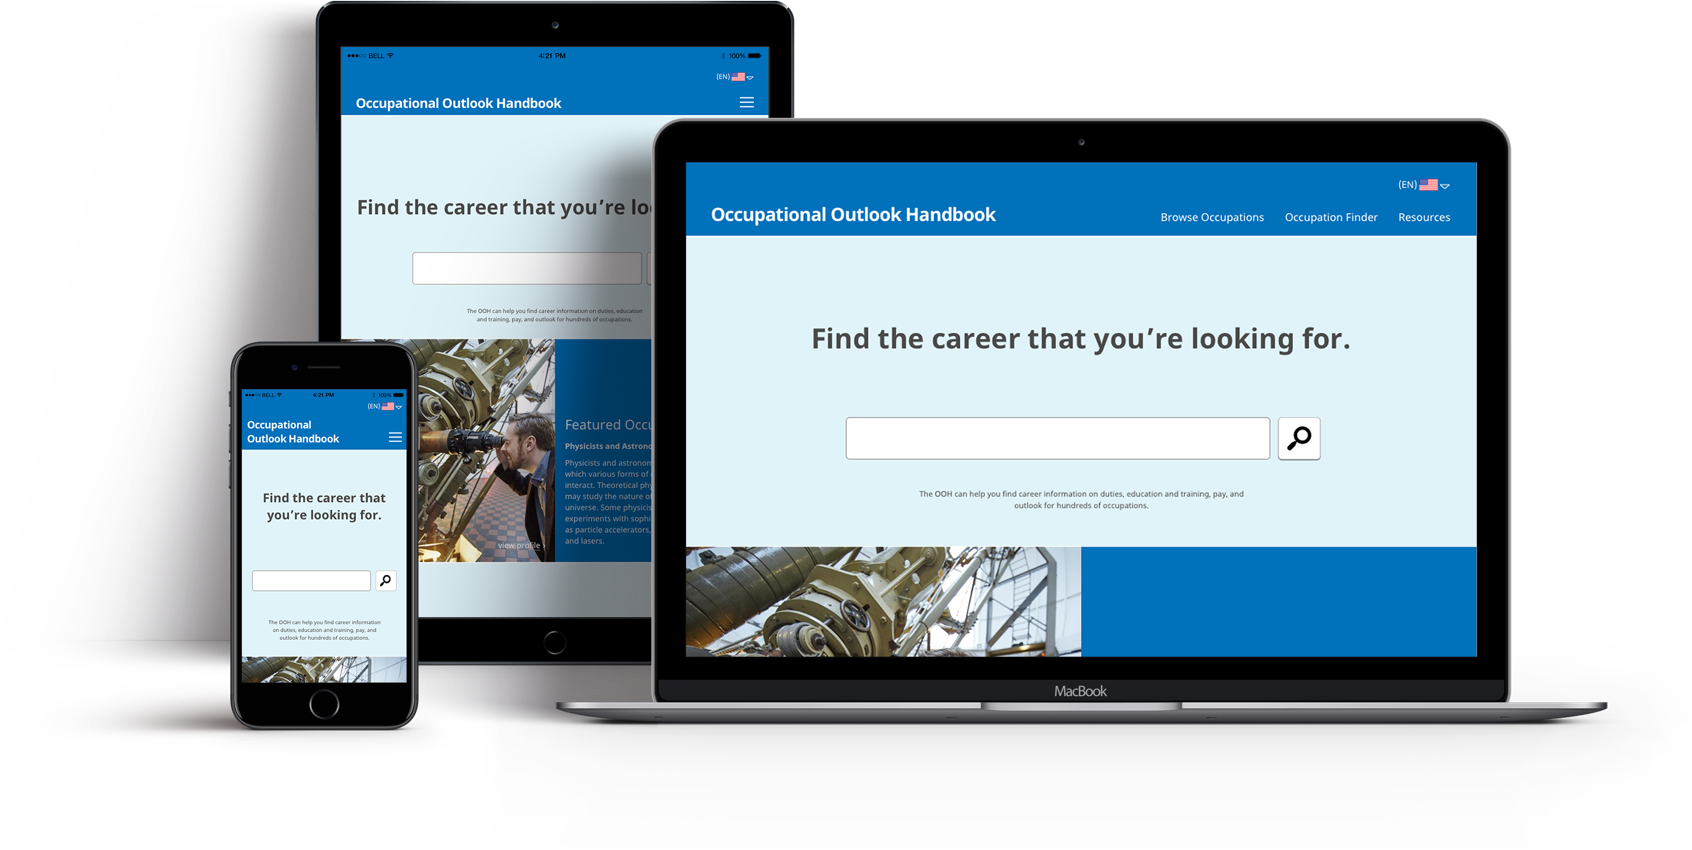 BELL 4:21 PM 100%
(EN)
Occupational Outlook Handbook
Find the career that you’re lo
The OOH can help you find career information on duties, education
and training, pay, and outlook for hundreds of occupations.
Featured Occu
Physicists and Astrono
Physicists and astronom
which various forms of
interact. Theoretical phy
may study the nature of
universe. Some physicis
experiments with sophi
as particle accelerators,
and lasers.
view profile ›
BELL 4:21 PM 100%
(EN)
Occupational
Outlook Handbook
Find the career that
you’re looking for.
The OOH can help you find career information
on duties, education and training, pay, and
outlook for hundreds of occupations.
(EN)
Occupational Outlook Handbook
Browse Occupations Occupation Finder Resources
Find the career that you’re looking for.
The OOH can help you find career information on duties, education and training, pay, and
outlook for hundreds of occupations.
MacBook